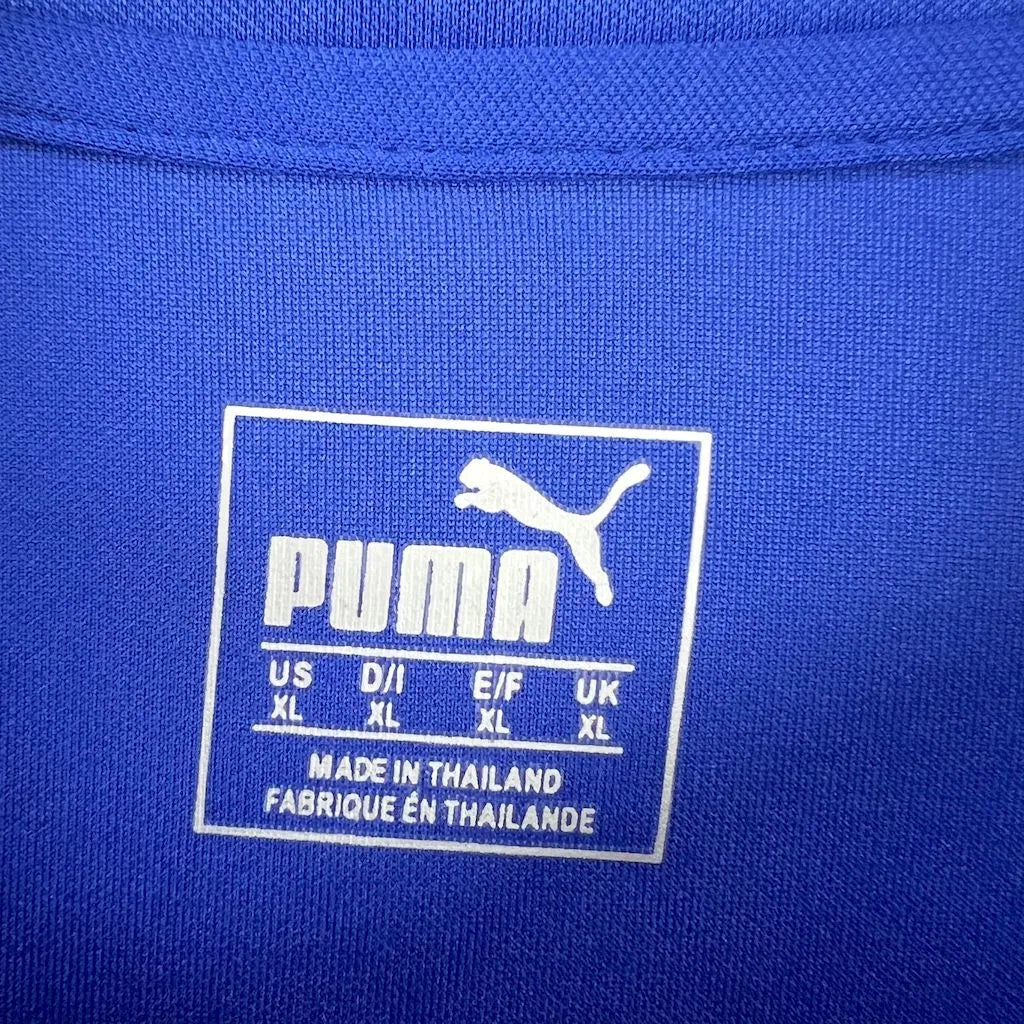 PUMA
US D/I E/F UK
XL XL XL XL
MADE IN THAILAND
FABRIQUE ÉN THAILANDE